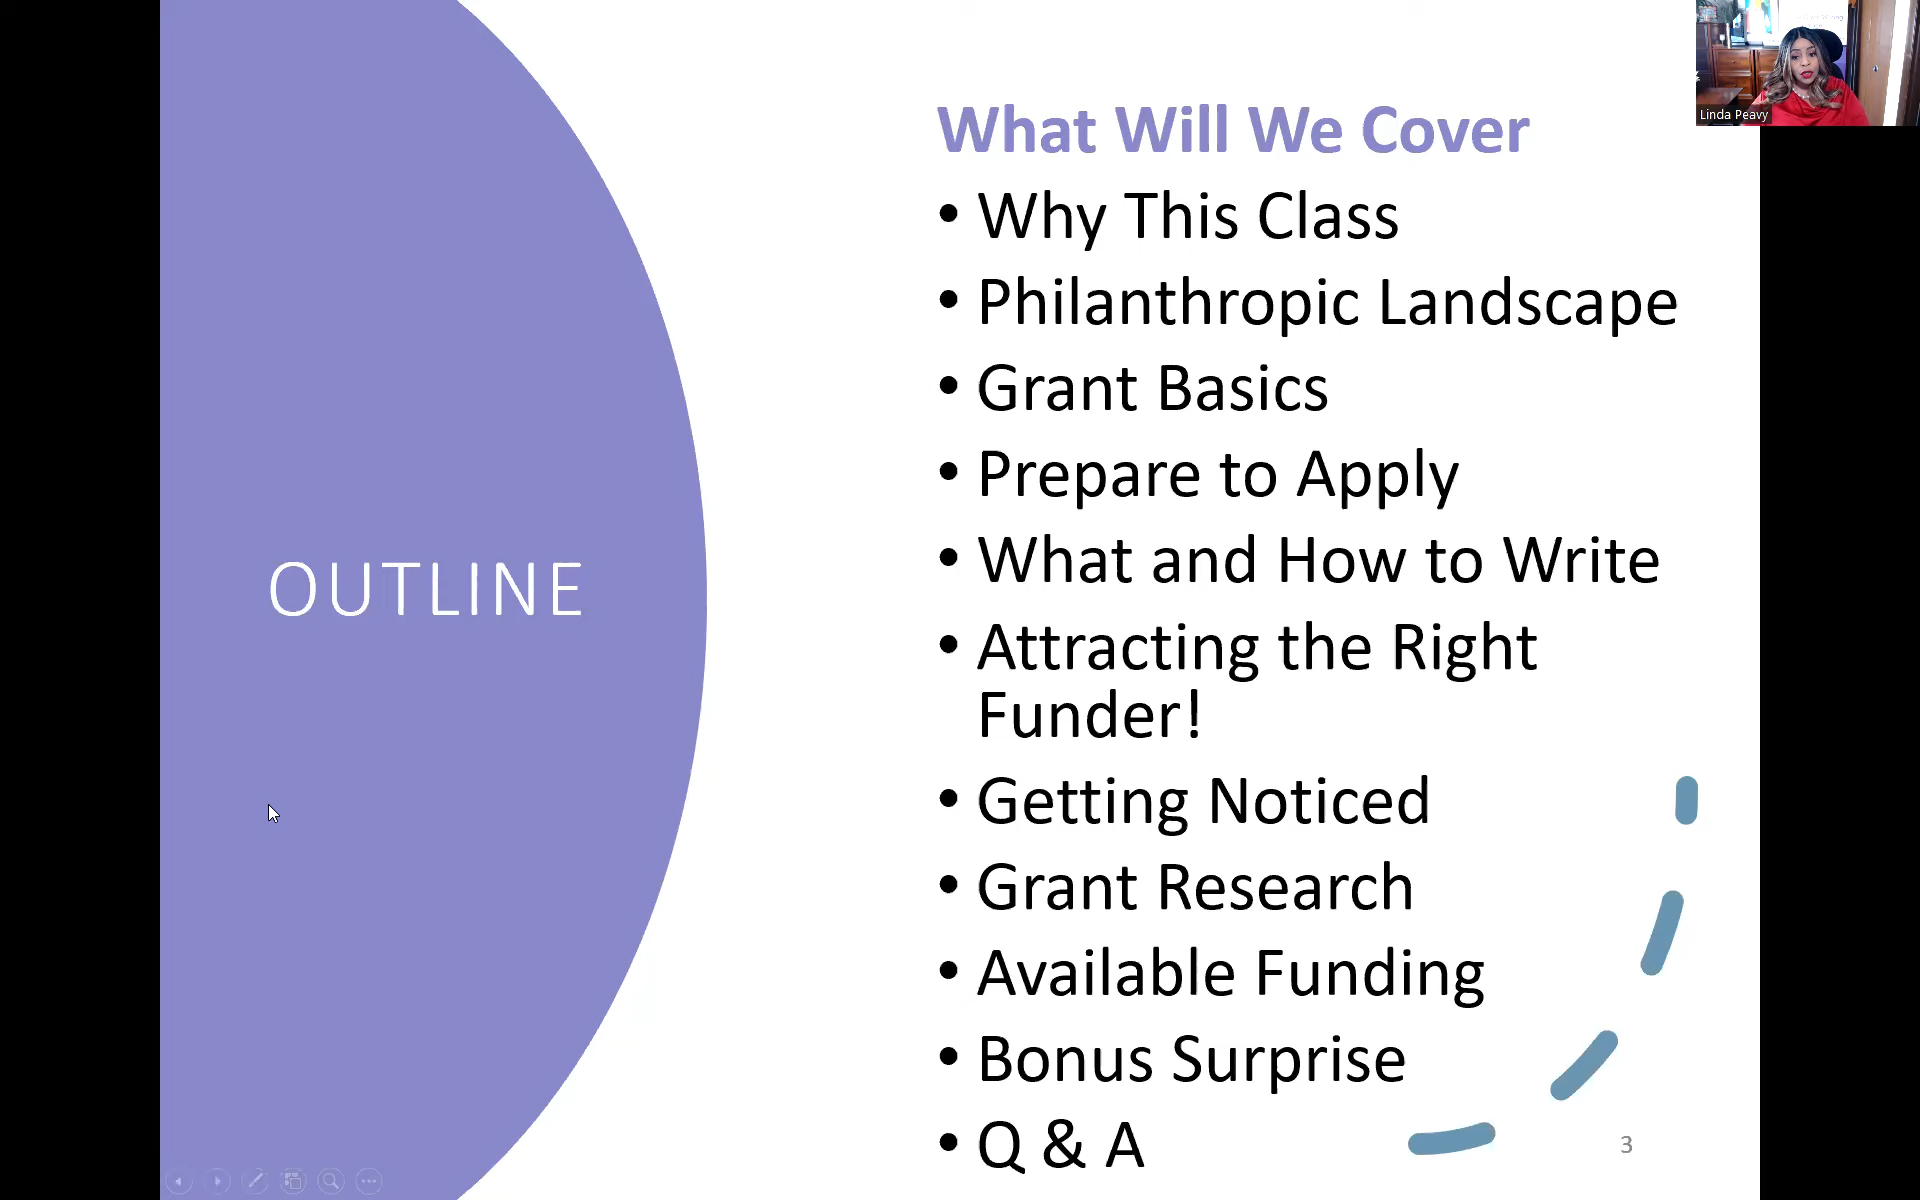 Linda Peavy
OUTLINE
What Will We Cover
• Why This Class
• Philanthropic Landscape
• Grant Basics
• Prepare to Apply
• What and How to Write
• Attracting the Right
Funder!
• Getting Noticed
• Grant Research
• Available Funding
• Bonus Surprise
• Q & A
3